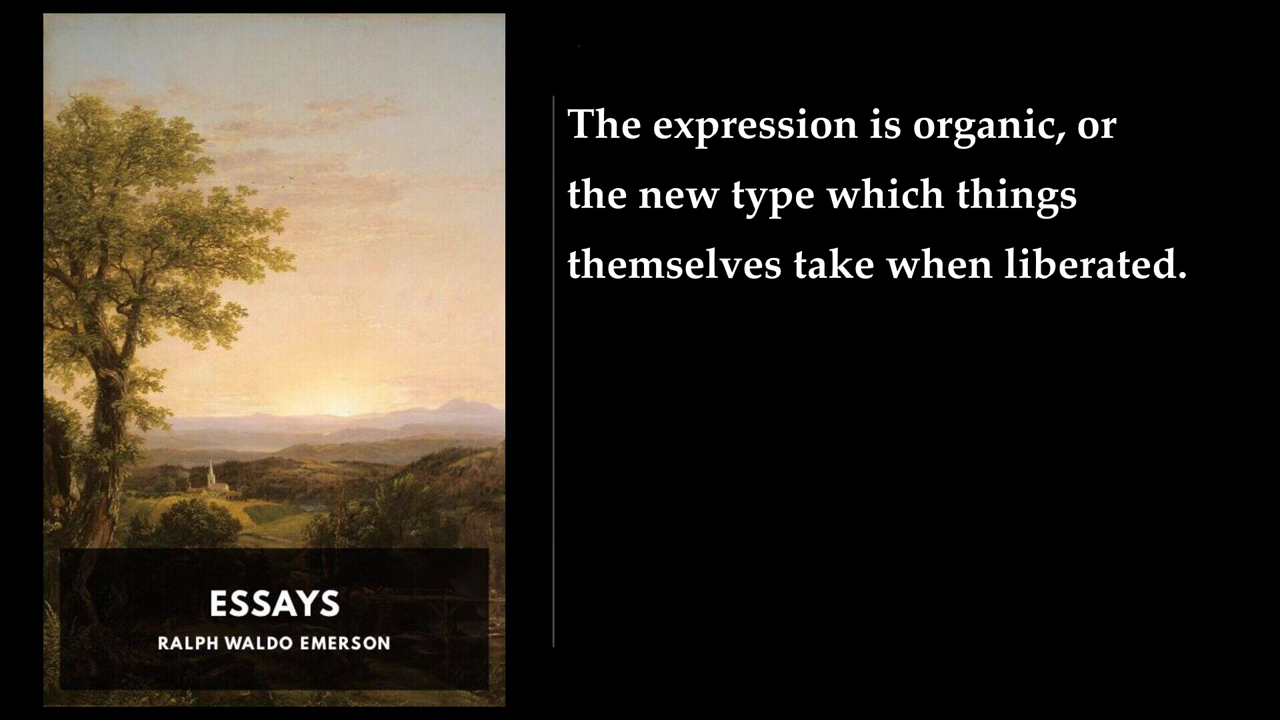 The expression is organic, or
the new type which things
themselves take when liberated.
ESSAYS
RALPH WALDO EMERSON